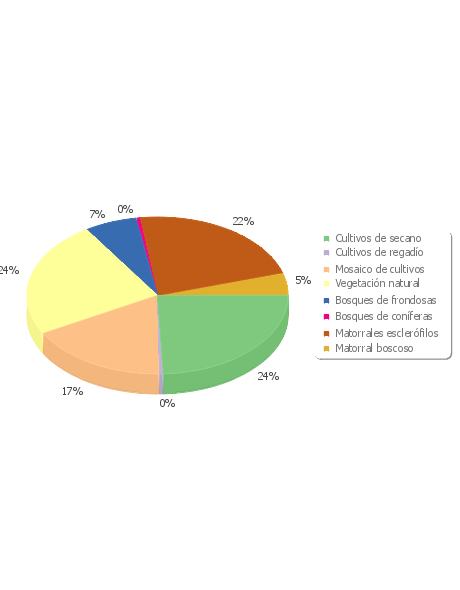 7%
0%
22%
24%
5%
24%
17%
0%
Cultivos de secano
Cultivos de regadío
Mosaico de cultivos
Vegetación natural
Bosques de frondosas
Bosques de coníferas
Matorrales esclerófilos
Matorral boscoso